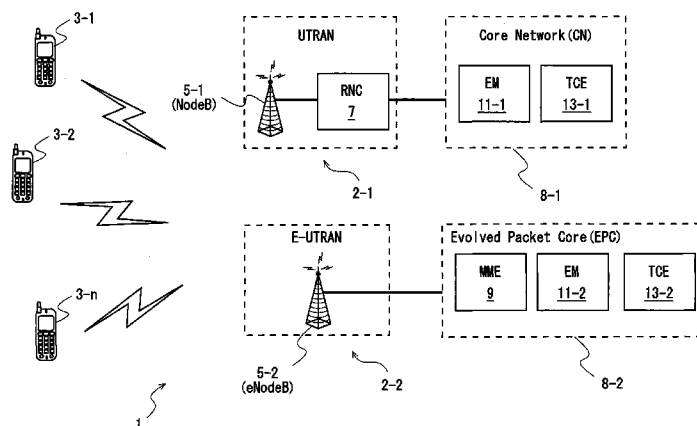 3-1
3-2
3-n
1
UTRAN
5-1
(NodeB)
RNC
7
2-1
Core Network(CN)
EM
11-1
TCE
13-1
8-1
E-UTRAN
5-2
(eNodeB)
2-2
Evolved Packet Core(EPC)
MME
9
EM
11-2
TCE
13-2
8-2